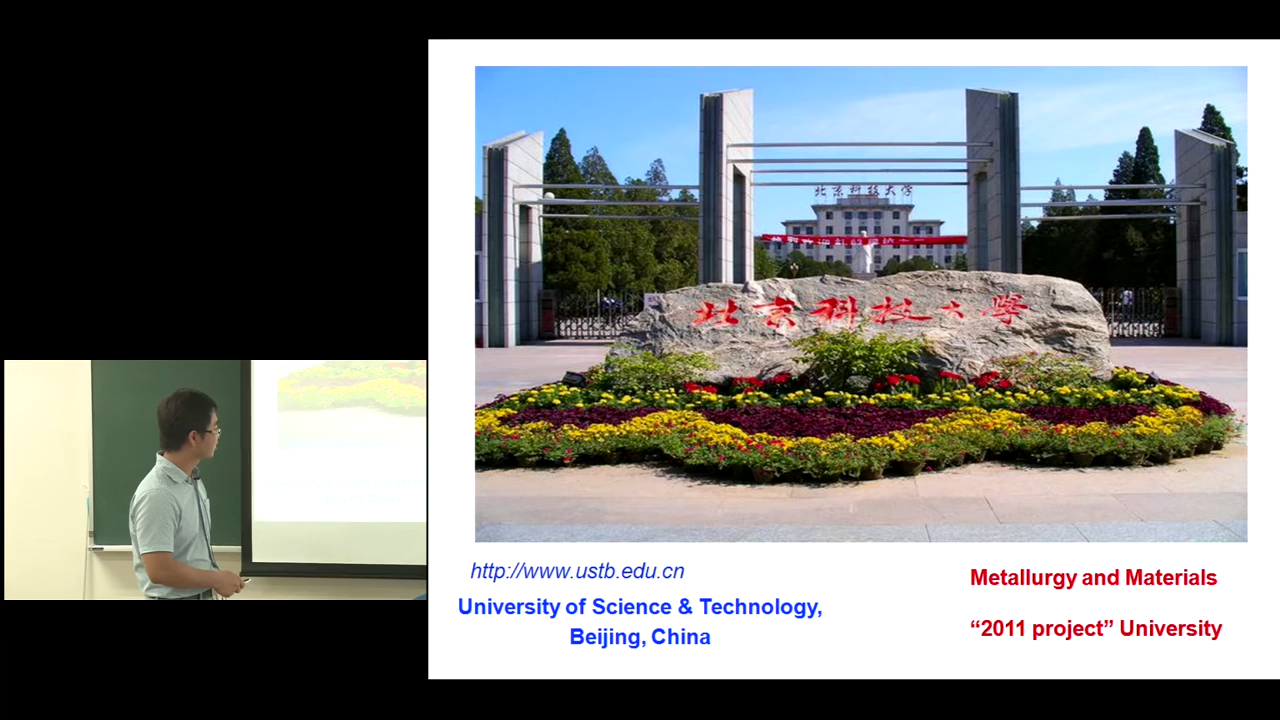 北京科技大学
北京科技大學
http://www.ustb.edu.cn
University of Science & Technology,
Beijing, China
Metallurgy and Materials
“2011 project” University